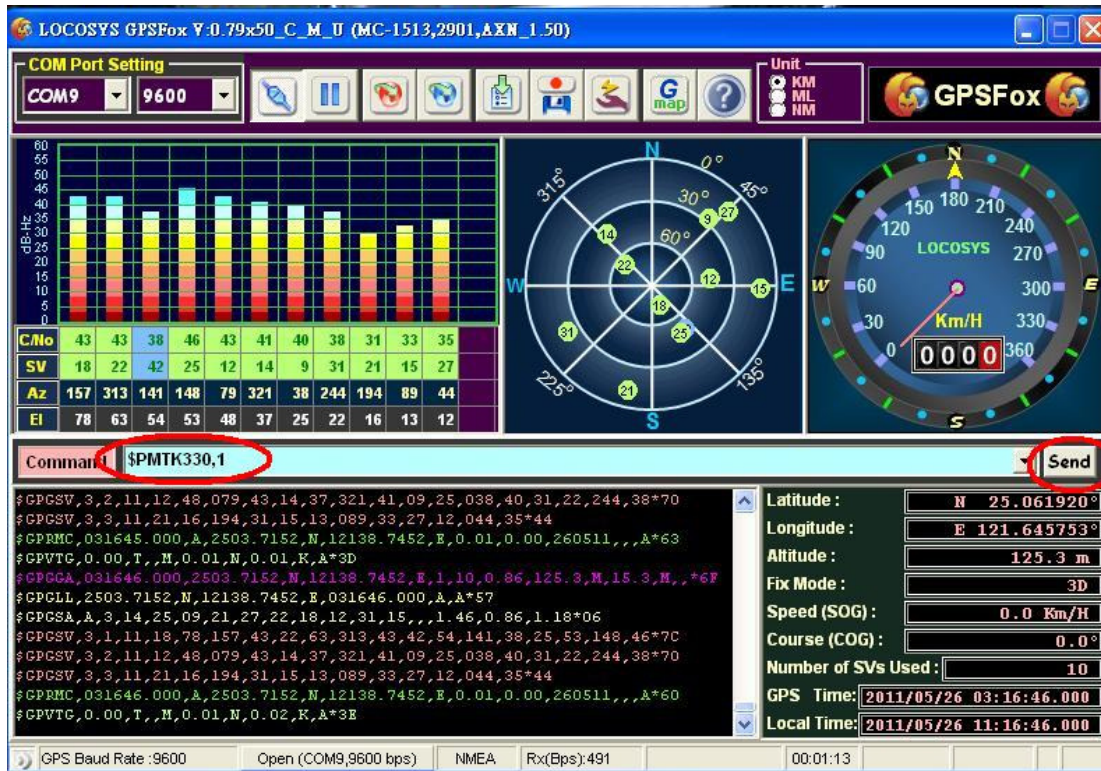 LOCOSYS GPSFox V:0.79x50_C_M_U (MC-1513,2901,AXN_1.50)
COM Port Setting
COM9 9600
G map
?
Unit
KM
ML
NM
GPSFox
dB-Hz
60
55
50
45
40
35
30
25
20
15
10
5
0
C/No 43 43 38 46 43 41 40 38 31 33 35
SV 18 22 42 25 12 14 9 31 21 15 27
Az 157 313 141 148 79 321 38 244 194 89 44
El 78 63 54 53 48 37 25 22 16 13 12
N
0°
315° 30° 45°
9 27
14 60°
22
12
W 15 E
18
31 25
225° 21 135°
S
N
150 180 210
120 240
90 LOCOSYS 270
W 60 300 E
30 Km/H 330
0 0000 360
S
Command $PMTK330,1 Send
$GPGSV,3,2,11,12,48,079,43,14,37,321,41,09,25,038,40,31,22,244,38*70
$GPGSV,3,3,11,21,16,194,31,15,13,089,33,27,12,044,35*44
$GPRMC,031645.000,A,2503.7152,N,12138.7452,E,0.01,0.00,260511,,,A*63
$GPVTG,0.00,T,,M,0.01,N,0.01,K,A*3D
$GPGGA,031646.000,2503.7152,N,12138.7452,E,1,10,0.86,125.3,M,15.3,M,,*6F
$GPGLL,2503.7152,N,12138.7452,E,031646.000,A,A*57
$GPGSA,A,3,14,25,09,21,27,22,18,12,31,15,,,1.46,0.86,1.18*06
$GPGSV,3,1,11,18,78,157,43,22,63,313,43,42,54,141,38,25,53,148,46*7C
$GPGSV,3,2,11,12,48,079,43,14,37,321,41,09,25,038,40,31,22,244,38*70
$GPGSV,3,3,11,21,16,194,31,15,13,089,33,27,12,044,35*44
$GPRMC,031646.000,A,2503.7152,N,12138.7452,E,0.01,0.00,260511,,,A*60
$GPVTG,0.00,T,,M,0.01,N,0.02,K,A*3E
Latitude : N 25.061920°
Longitude : E 121.645753°
Altitude : 125.3 m
Fix Mode : 3D
Speed (SOG) : 0.0 Km/H
Course (COG) : 0.0°
Number of SVs Used : 10
GPS Time: 2011/05/26 03:16:46.000
Local Time: 2011/05/26 11:16:46.000
GPS Baud Rate :9600 Open (COM9,9600 bps) NMEA Rx(Bps):491 00:01:13